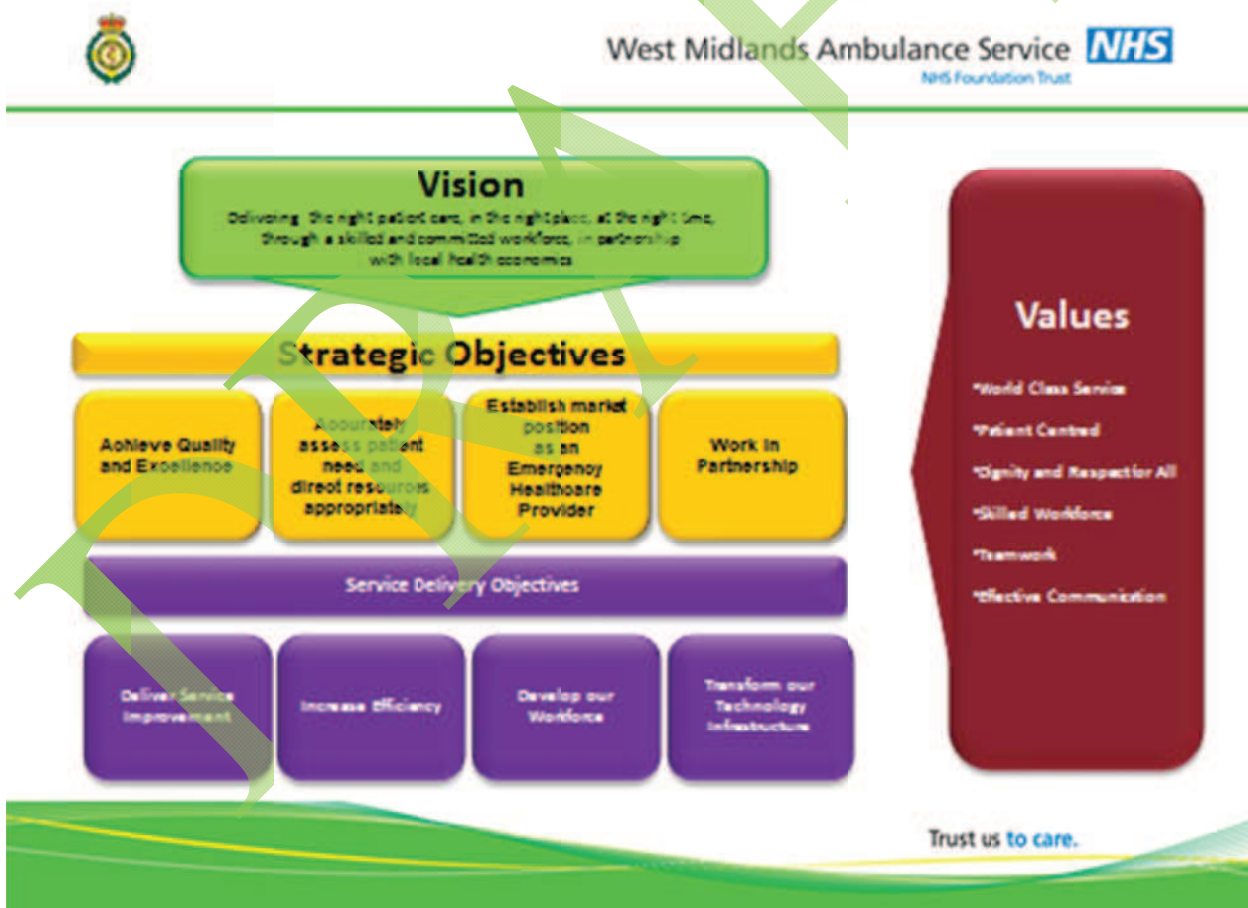 West Midlands Ambulance Service NHS
NHS Foundation Trust
Vision
Delivering the right patient care, in the right place, at the right time,
through a skilled and committed workforce, in partnership
with local health economies
Strategic Objectives
Achieve Quality
and Excellence
Accurately
assess patient
need and
direct resources
appropriately
Establish market
position
as an
Emergency
Healthcare
Provider
Work in
Partnership
Service Delivery Objectives
Deliver Service
Improvement
Increase Efficiency
Develop our
Workforce
Transform our
Technology
Infrastructure
Values
*World Class Service
*Patient Centred
*Dignity and Respect for All
*Skilled Workforce
*Teamwork
*Effective Communication
Trust us to care.